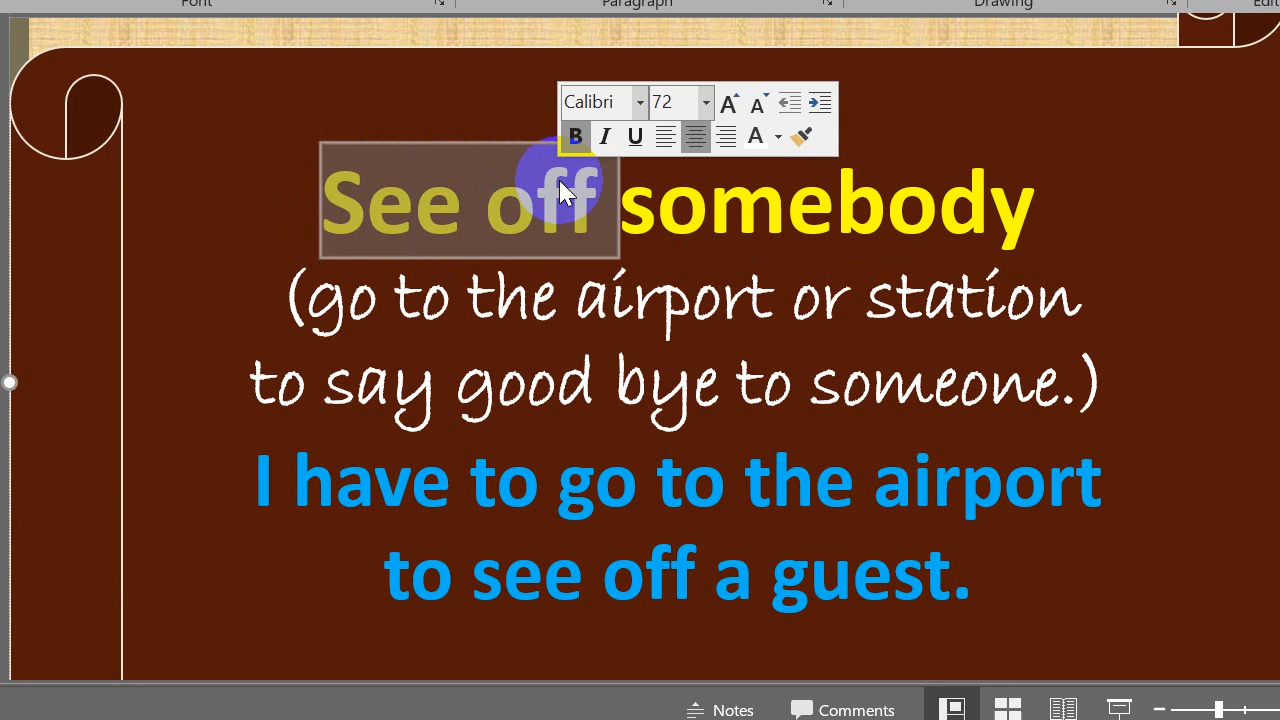 Font
Paragraph
Drawing
Calibri 72
B I U A
See off somebody
(go to the airport or station
to say good bye to someone.)
I have to go to the airport
to see off a guest.
Notes Comments